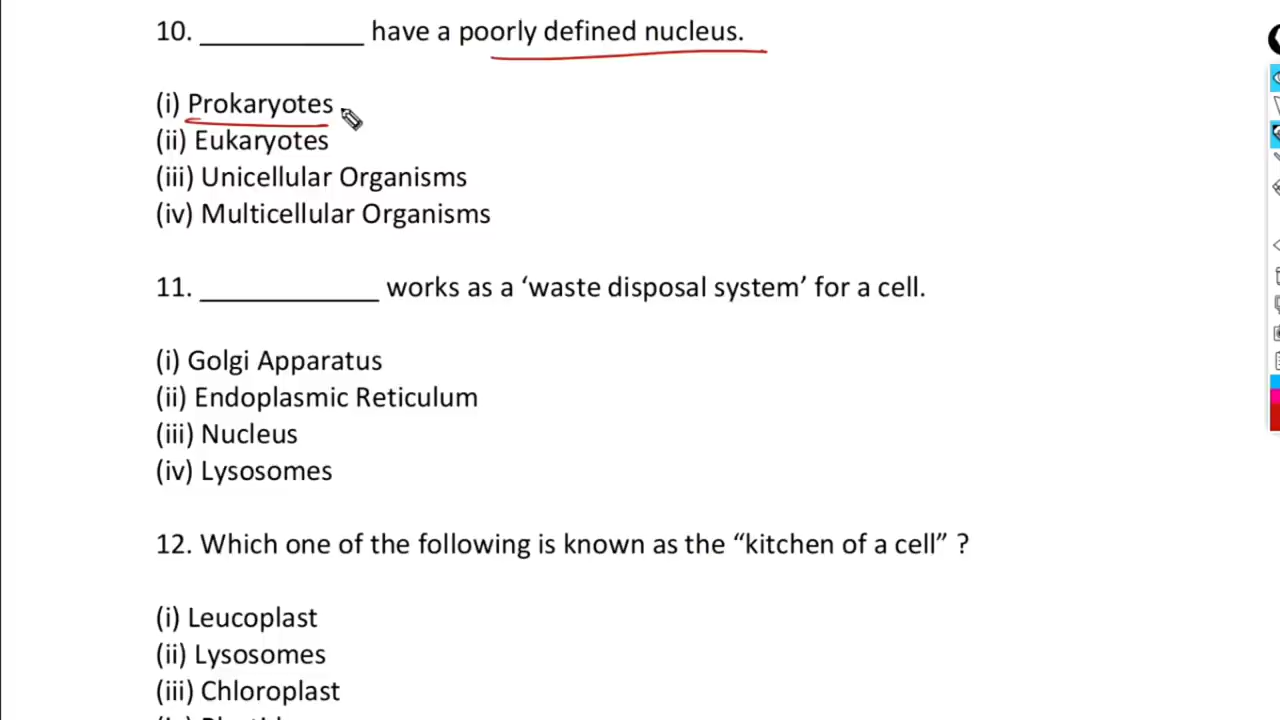 10. ___________ have a poorly defined nucleus.
(i) Prokaryotes
(ii) Eukaryotes
(iii) Unicellular Organisms
(iv) Multicellular Organisms
11. ____________ works as a ‘waste disposal system’ for a cell.
(i) Golgi Apparatus
(ii) Endoplasmic Reticulum
(iii) Nucleus
(iv) Lysosomes
12. Which one of the following is known as the “kitchen of a cell” ?
(i) Leucoplast
(ii) Lysosomes
(iii) Chloroplast